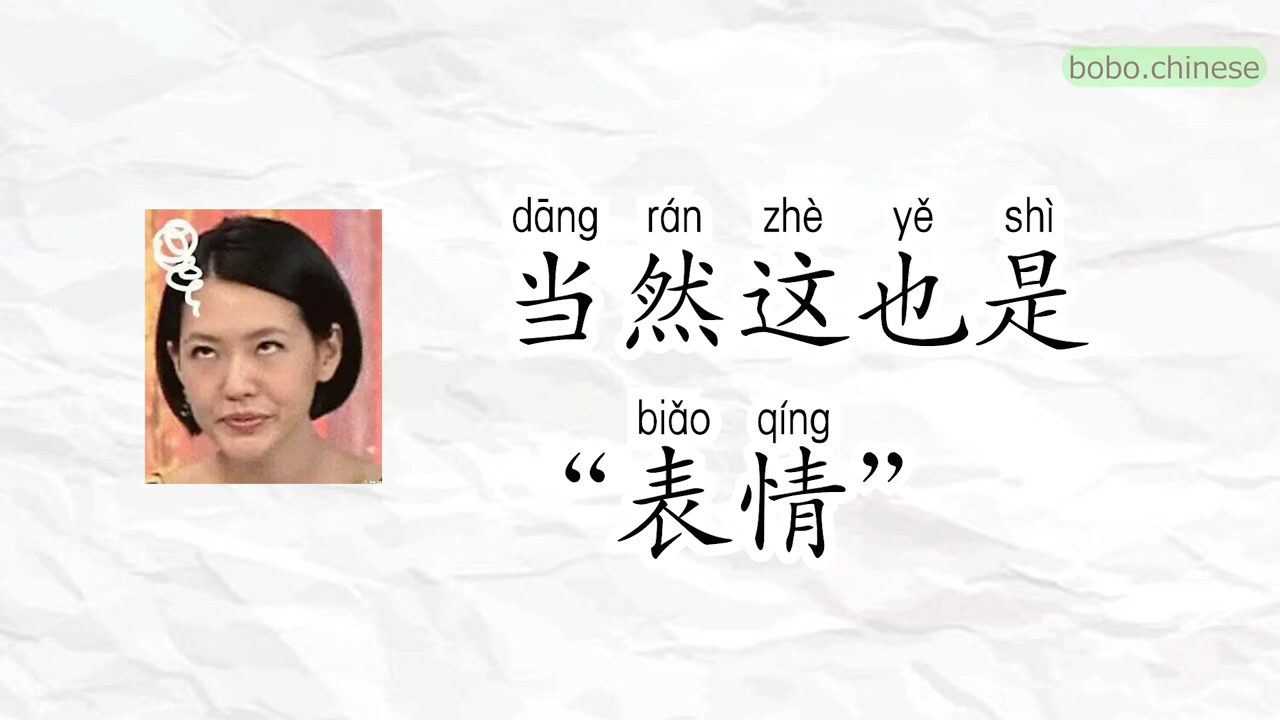 bobo.chinese
dāng rán zhè yě shì
当然这也是
biǎo qíng
“表情”